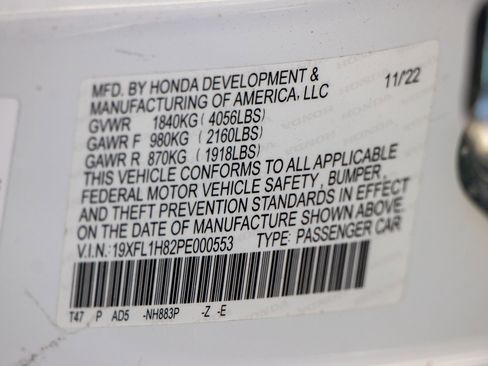 MFD. BY HONDA DEVELOPMENT & 11/'22
MANUFACTURING OF AMERICA, LLC
GVWR 1840KG ( 4056LBS)
GAWR F 980KG ( 2160LBS)
GAWR R 870KG ( 1918LBS)
THIS VEHICLE CONFORMS TO ALL APPLICABLE
FEDERAL MOTOR VEHICLE SAFETY, BUMPER,
AND THEFT PREVENTION STANDARDS IN EFFECT
ON THE DATE OF MANUFACTURE SHOWN ABOVE.
V.I.N.:19XFL1H82PE000553 TYPE: PASSENGER CAR
T47 P AD5 -NH883P -Z -E